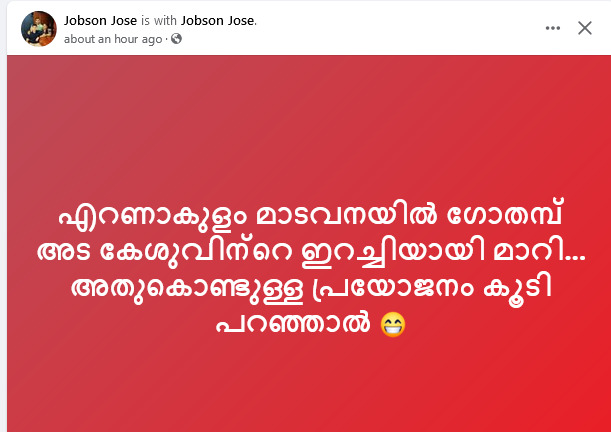 Jobson Jose is with Jobson Jose.
about an hour ago ·
എറണാകുളം മാടവനയിൽ ഗോതമ്പ്
അട കേശുവിന്റെ ഇറച്ചിയായി മാറി...
അതുകൊണ്ടുള്ള പ്രയോജനം കൂടി
പറഞ്ഞാൽ 😁